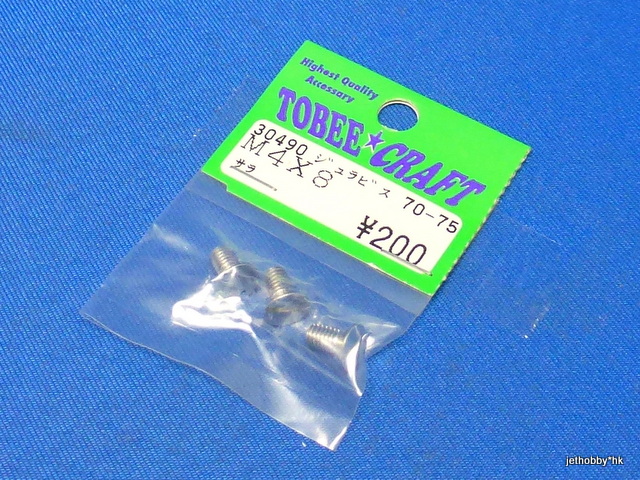 Highest Quality
Accessary
TOBEE★CRAFT
30490 ジュラビス 70-75
M4X8
サラ
¥200
jethobby*hk